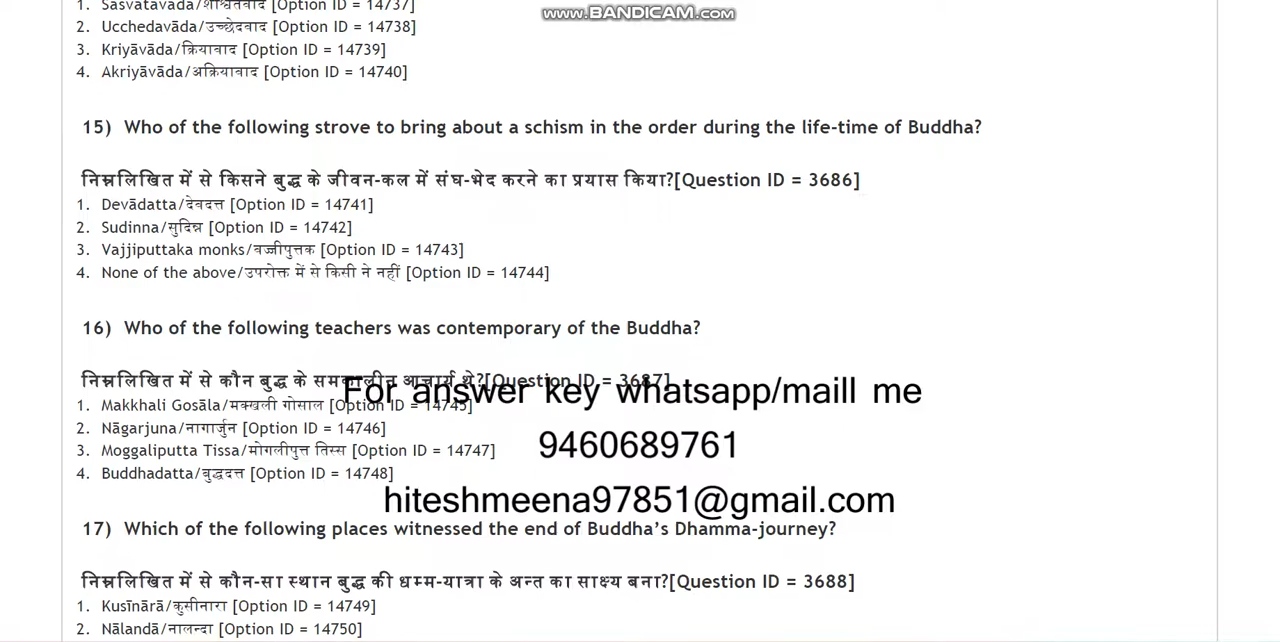 www.BANDICAM.com
1. Sasvatavada/शाश्वतवाद [Option ID = 14737]
2. Ucchedavāda/उच्छेदवाद [Option ID = 14738]
3. Kriyāvāda/क्रियावाद [Option ID = 14739]
4. Akriyāvāda/अक्रियावाद [Option ID = 14740]
15) Who of the following strove to bring about a schism in the order during the life-time of Buddha?
निम्नलिखित में से किसने बुद्ध के जीवन-कल में संघ-भेद करने का प्रयास किया?[Question ID = 3686]
1. Devādatta/देवदत्त [Option ID = 14741]
2. Sudinna/सुदिन्न [Option ID = 14742]
3. Vajjiputtaka monks/वज्जीपुत्तक [Option ID = 14743]
4. None of the above/उपरोक्त में से किसी ने नहीं [Option ID = 14744]
16) Who of the following teachers was contemporary of the Buddha?
निम्नलिखित में से कौन बुद्ध के समकालीन आचार्य थे?[Question ID = 3687]
For answer key whatsapp/maill me
1. Makkhali Gosāla/मक्खली गोसाल [Option ID = 14745]
2. Nāgarjuna/नागार्जुन [Option ID = 14746]
9460689761
3. Moggaliputta Tissa/मोगलीपुत्त तिस्स [Option ID = 14747]
4. Buddhadatta/बुद्धदत्त [Option ID = 14748]
hiteshmeena97851@gmail.com
17) Which of the following places witnessed the end of Buddha’s Dhamma-journey?
निम्नलिखित में से कौन-सा स्थान बुद्ध की धम्म-यात्रा के अन्त का साक्ष्य बना?[Question ID = 3688]
1. Kusīnārā/कुसीनारा [Option ID = 14749]
2. Nālandā/नालन्दा [Option ID = 14750]